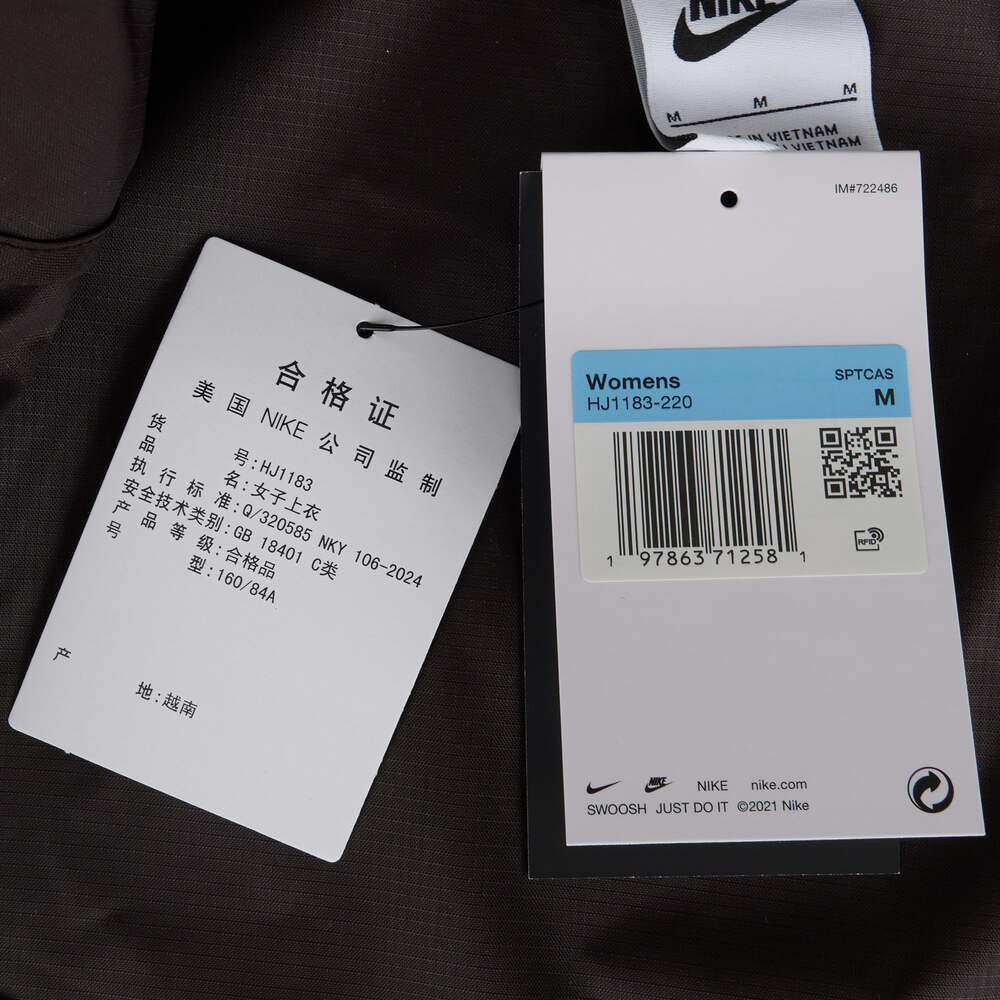 NIKE
M M M
IN VIETNAM
VIETNAM
IM#722486
Womens SPTCAS
HJ1183-220 M
RFID
1 97863 71258 1
NIKE NIKE nike.com
SWOOSH JUST DO IT ©2021 Nike
合格证
美国 NIKE 公司监制
货号:HJ1183
品名:女子上衣
执行标准:Q/320585 NKY 106-2024
安全技术类别:GB 18401 C类
产品等级:合格品
号型:160/84A
产地:越南